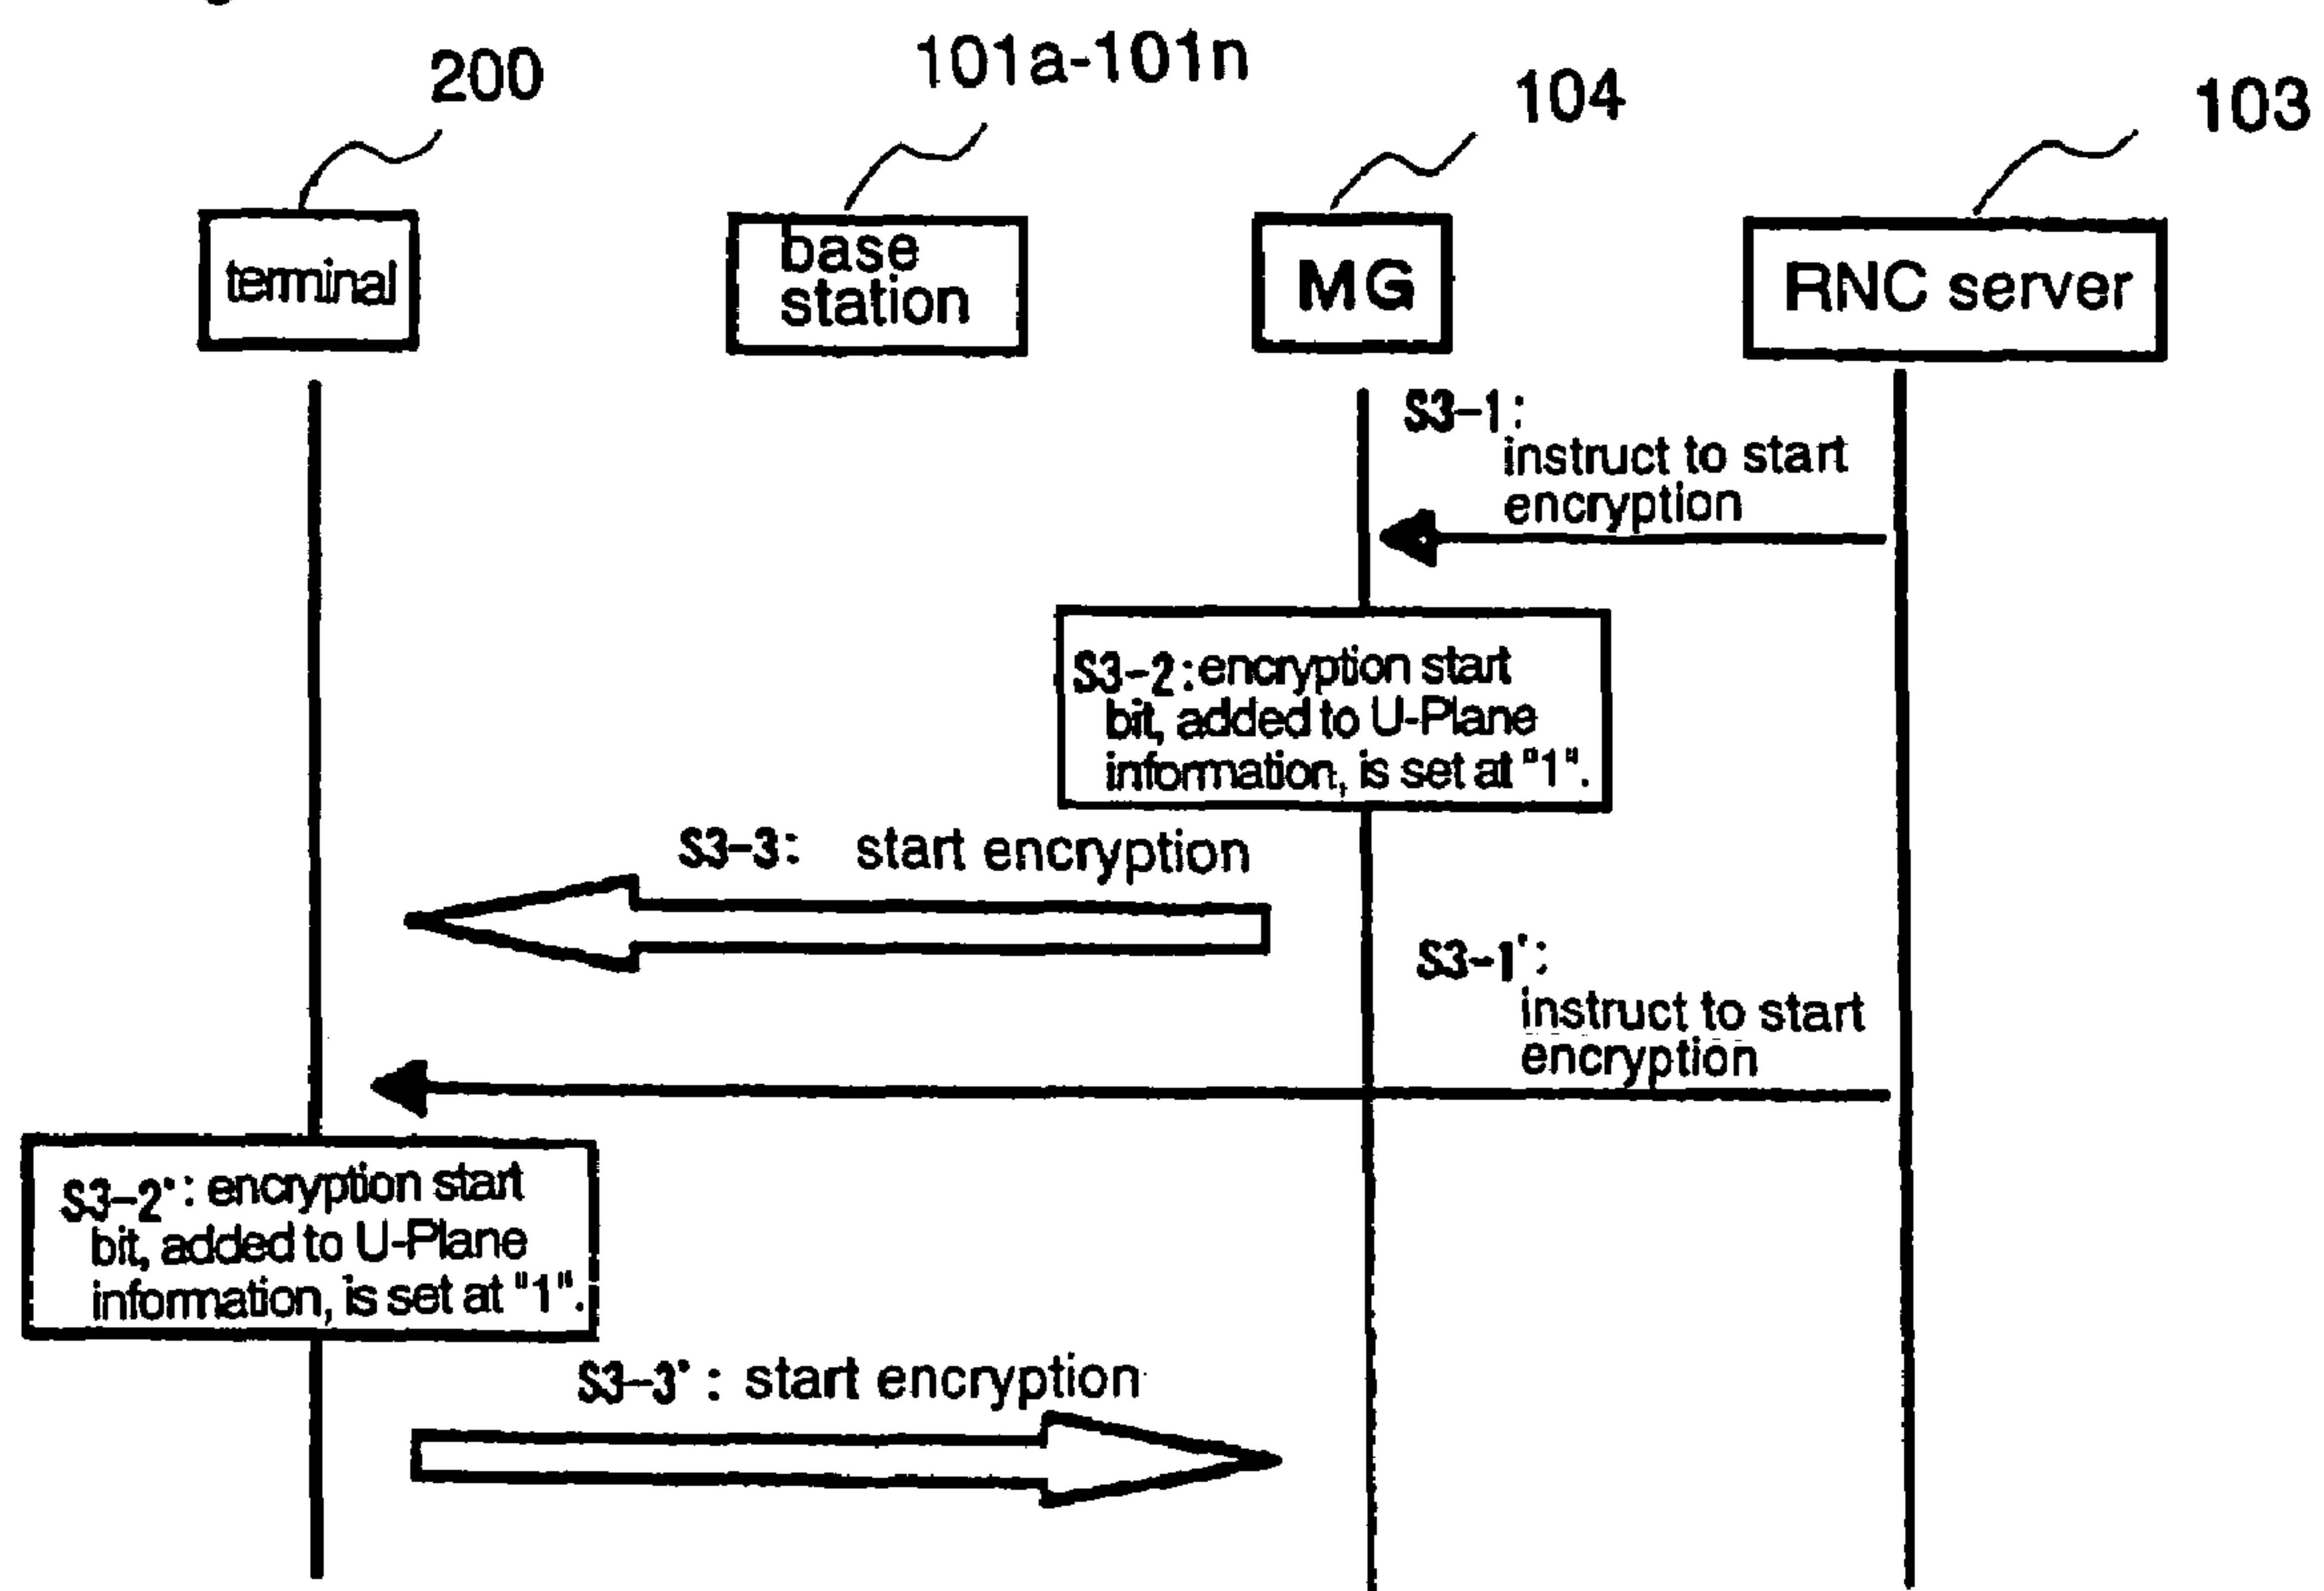 200
101a-101n
104
103
terminal
base
station
MG
RNC server
S3-1:
instruct to start
encryption
S3-2: encryption start
bit, added to U-Plane
information, is set at "1".
S3-3: start encryption
S3-1':
instruct to start
encryption
S3-2': encryption start
bit, added to U-Plane
information, is set at "1".
S3-3': start encryption